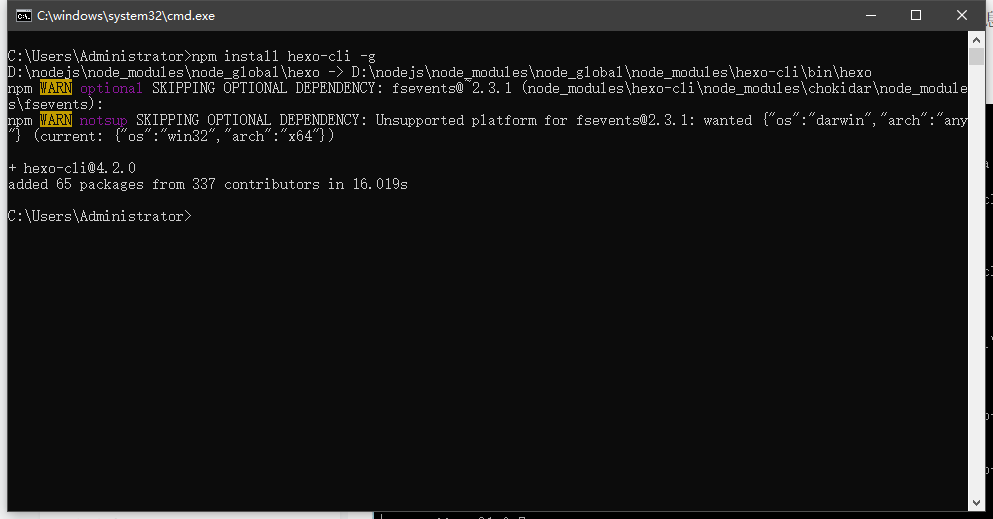 C:\windows\system32\cmd.exe
C:\Users\Administrator>npm install hexo-cli -g
D:\nodejs\node_modules\node_global\hexo -> D:\nodejs\node_modules\node_global\node_modules\hexo-cli\bin\hexo
npm WARN optional SKIPPING OPTIONAL DEPENDENCY: fsevents@~2.3.1 (node_modules\hexo-cli\node_modules\chokidar\node_module
s\fsevents):
npm WARN notsup SKIPPING OPTIONAL DEPENDENCY: Unsupported platform for fsevents@2.3.1: wanted {"os":"darwin","arch":"any
"} (current: {"os":"win32","arch":"x64"})
+ hexo-cli@4.2.0
added 65 packages from 337 contributors in 16.019s
C:\Users\Administrator>